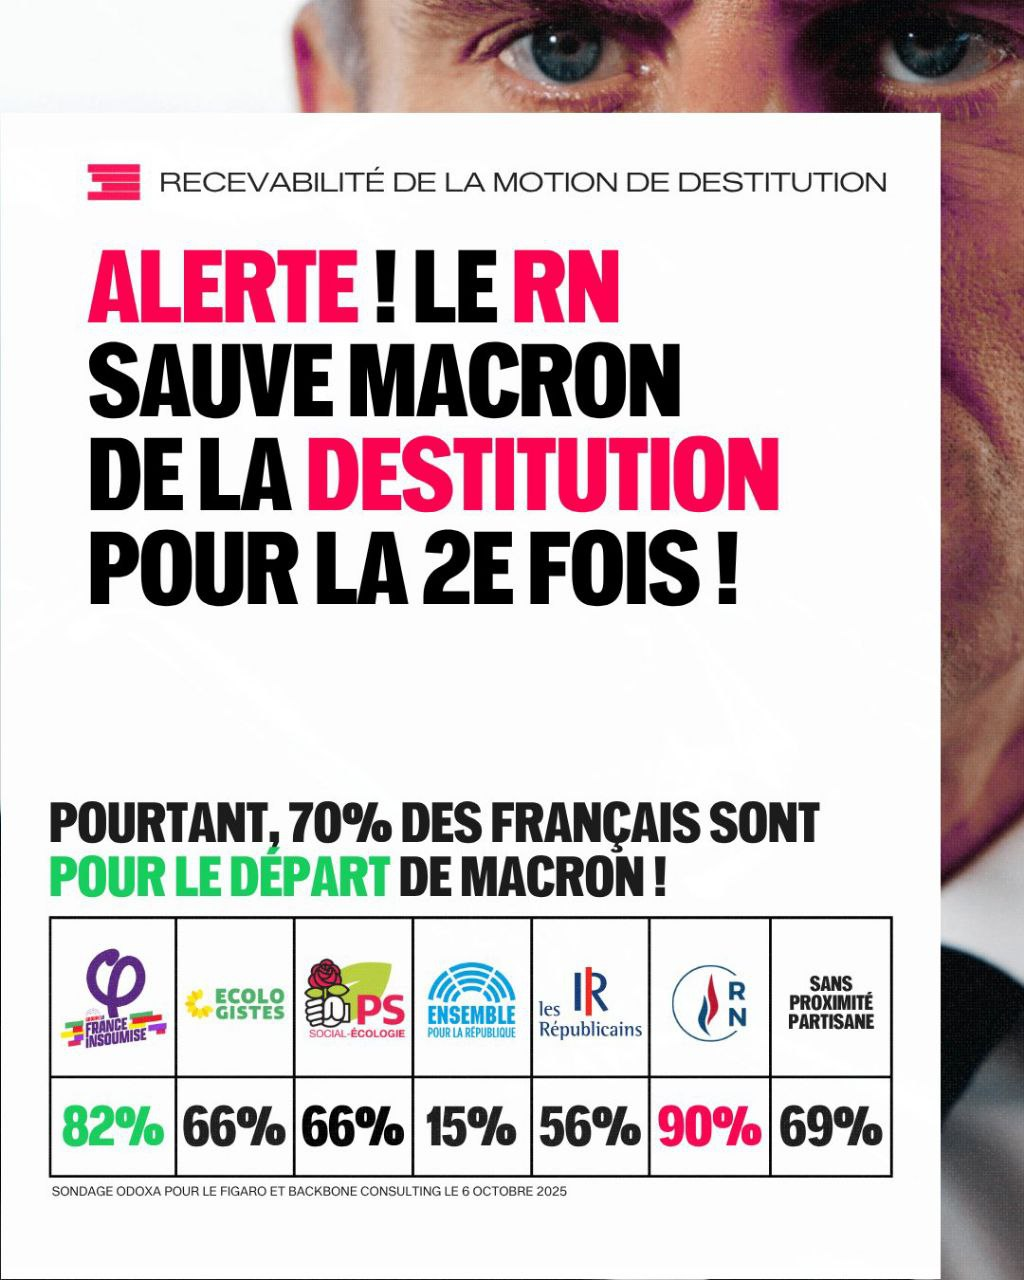 RECEVABILITÉ DE LA MOTION DE DESTITUTION
ALERTE ! LE RN
SAUVE MACRON
DE LA DESTITUTION
POUR LA 2E FOIS !
POURTANT, 70% DES FRANÇAIS SONT
POUR LE DÉPART DE MACRON !
FRANCE
INSOUMISE
ECOLO
GISTES
PS
SOCIAL-ÉCOLOGIE
ENSEMBLE
POUR LA RÉPUBLIQUE
lR
les
Républicains
R
N
SANS
PROXIMITÉ
PARTISANE
82% 66% 66% 15% 56% 90% 69%
SONDAGE ODOXA POUR LE FIGARO ET BACKBONE CONSULTING LE 6 OCTOBRE 2025